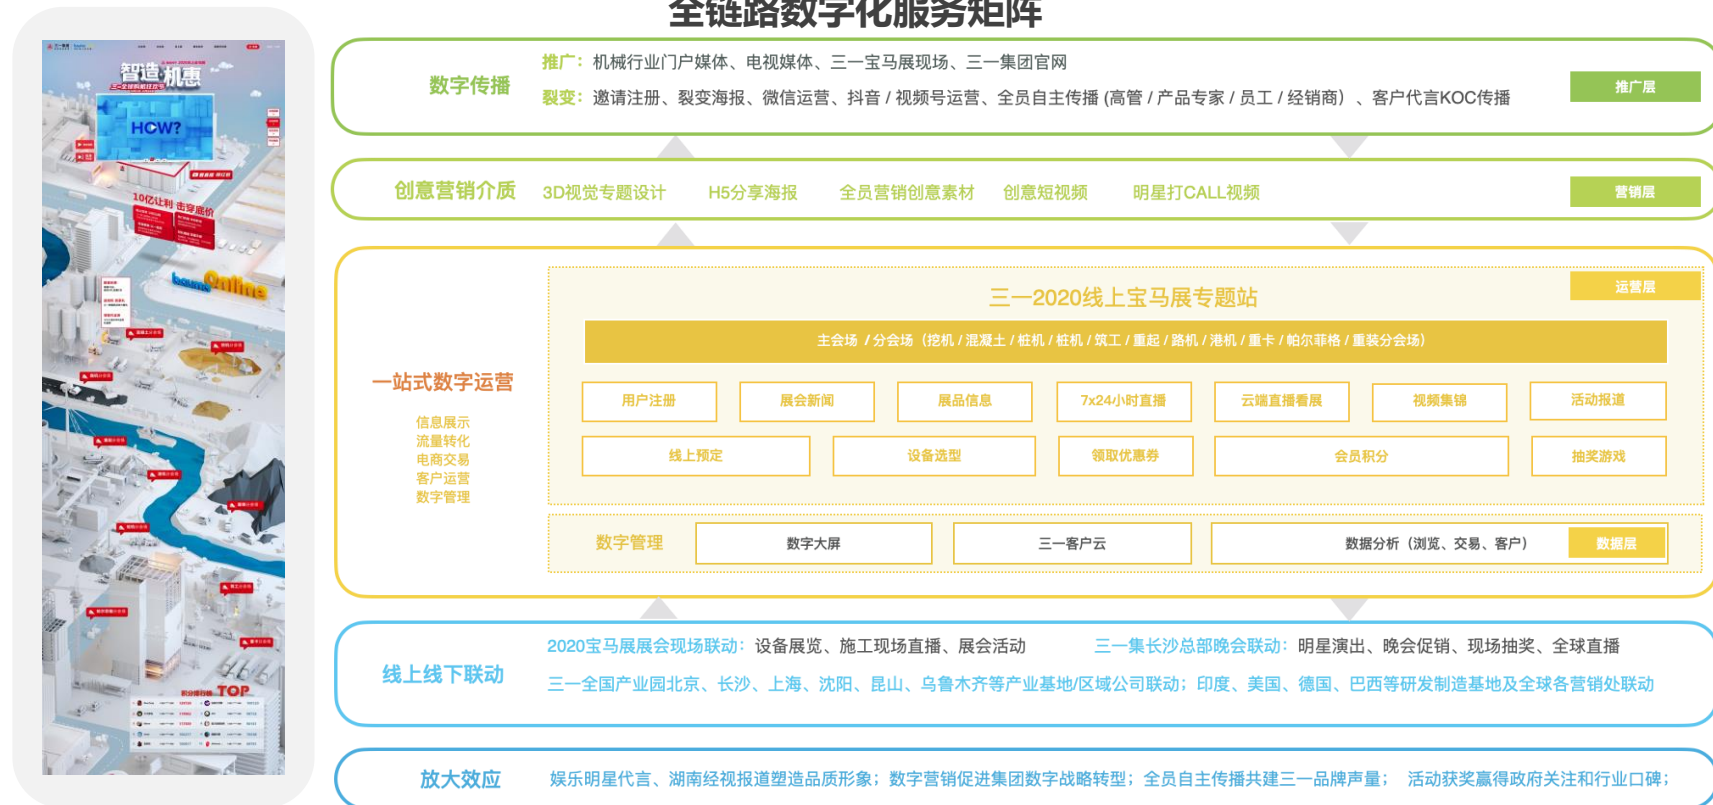 全链路数字化服务矩阵
智造·机惠
三一全球购机狂欢节
HOW?
10亿让利 击穿底价
bauma Online
积分排行榜 TOP
数字传播
推广：机械行业门户媒体、电视媒体、三一宝马展现场、三一集团官网
裂变：邀请注册、裂变海报、微信运营、抖音 / 视频号运营、全员自主传播 (高管 / 产品专家 / 员工 / 经销商）、客户代言KOC传播
推广层
创意营销介质
3D视觉专题设计 H5分享海报 全员营销创意素材 创意短视频 明星打CALL视频
营销层
一站式数字运营
信息展示
流量转化
电商交易
客户运营
数字管理
三一2020线上宝马展专题站
运营层
主会场 / 分会场（挖机 / 混凝土 / 桩机 / 桩机 / 筑工 / 重起 / 路机 / 港机 / 重卡 / 帕尔菲格 / 重装分会场）
用户注册 展会新闻 展品信息 7x24小时直播 云端直播看展 视频集锦 活动报道
线上预定 设备选型 领取优惠券 会员积分 抽奖游戏
数字管理 数字大屏 三一客户云 数据分析（浏览、交易、客户） 数据层
线上线下联动
2020宝马展展会现场联动：设备展览、施工现场直播、展会活动 三一集长沙总部晚会联动：明星演出、晚会促销、现场抽奖、全球直播
三一全国产业园北京、长沙、上海、沈阳、昆山、乌鲁木齐等产业基地/区域公司联动；印度、美国、德国、巴西等研发制造基地及全球各营销处联动
放大效应
娱乐明星代言、湖南经视报道塑造品质形象；数字营销促进集团数字战略转型；全员自主传播共建三一品牌声量； 活动获奖赢得政府关注和行业口碑；